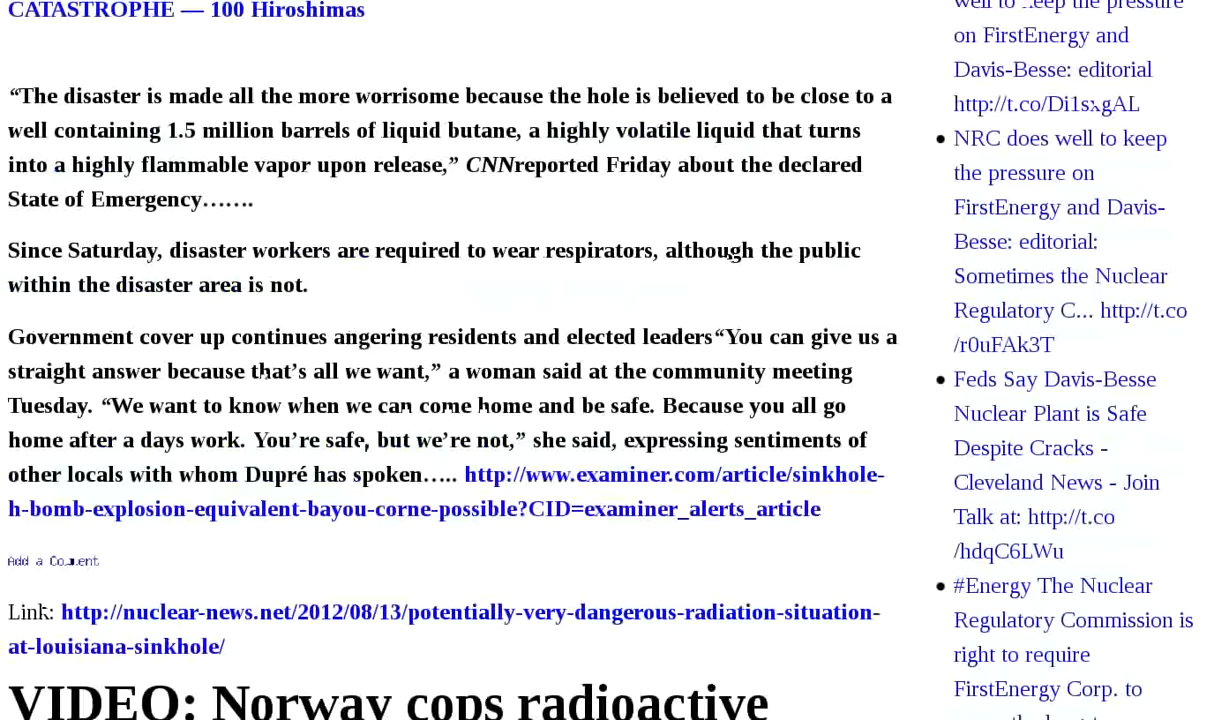 CATASTROPHE — 100 Hiroshimas
“The disaster is made all the more worrisome because the hole is believed to be close to a
well containing 1.5 million barrels of liquid butane, a highly volatile liquid that turns
into a highly flammable vapor upon release,” CNNreported Friday about the declared
State of Emergency…….
Since Saturday, disaster workers are required to wear respirators, although the public
within the disaster area is not.
Government cover up continues angering residents and elected leaders“You can give us a
straight answer because that’s all we want,” a woman said at the community meeting
Tuesday. “We want to know when we can come home and be safe. Because you all go
home after a days work. You’re safe, but we’re not,” she said, expressing sentiments of
other locals with whom Dupré has spoken….. http://www.examiner.com/article/sinkhole-
h-bomb-explosion-equivalent-bayou-corne-possible?CID=examiner_alerts_article
Add a Comment
Link: http://nuclear-news.net/2012/08/13/potentially-very-dangerous-radiation-situation-
at-louisiana-sinkhole/
VIDEO: Norway cops radioactive
well to keep the pressure
on FirstEnergy and
Davis-Besse: editorial
http://t.co/Di1sxgAL
NRC does well to keep
the pressure on
FirstEnergy and Davis-
Besse: editorial:
Sometimes the Nuclear
Regulatory C... http://t.co
/r0uFAk3T
Feds Say Davis-Besse
Nuclear Plant is Safe
Despite Cracks -
Cleveland News - Join
Talk at: http://t.co
/hdqC6LWu
#Energy The Nuclear
Regulatory Commission is
right to require
FirstEnergy Corp. to